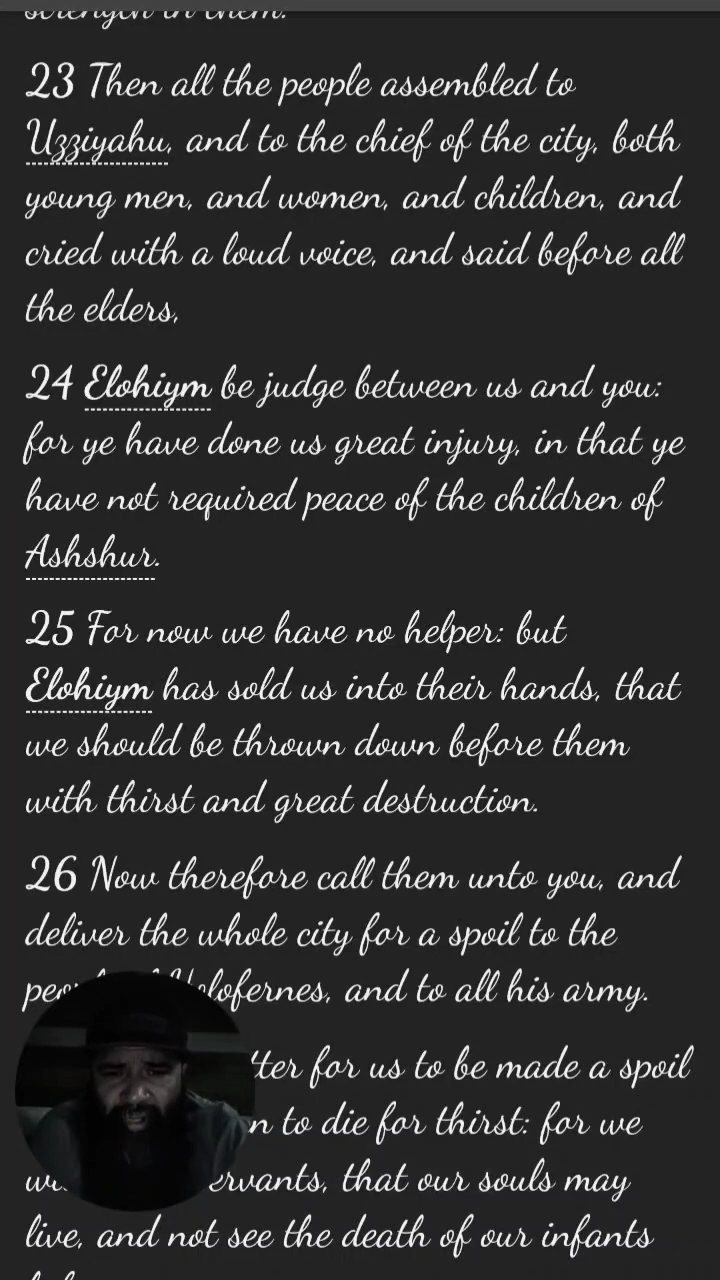 strength in them.
23 Then all the people assembled to
Uzziyahu, and to the chief of the city, both
young men, and women, and children, and
cried with a loud voice, and said before all
the elders,
24 Elohiym be judge between us and you:
for ye have done us great injury, in that ye
have not required peace of the children of
Ashshur.
25 For now we have no helper: but
Elohiym has sold us into their hands, that
we should be thrown down before them
with thirst and great destruction.
26 Now therefore call them unto you, and
deliver the whole city for a spoil to the
Holofernes, and to all his army.
for us to be made a spoil
to die for thirst: for we
that our souls may
live, and not see the death of our infants